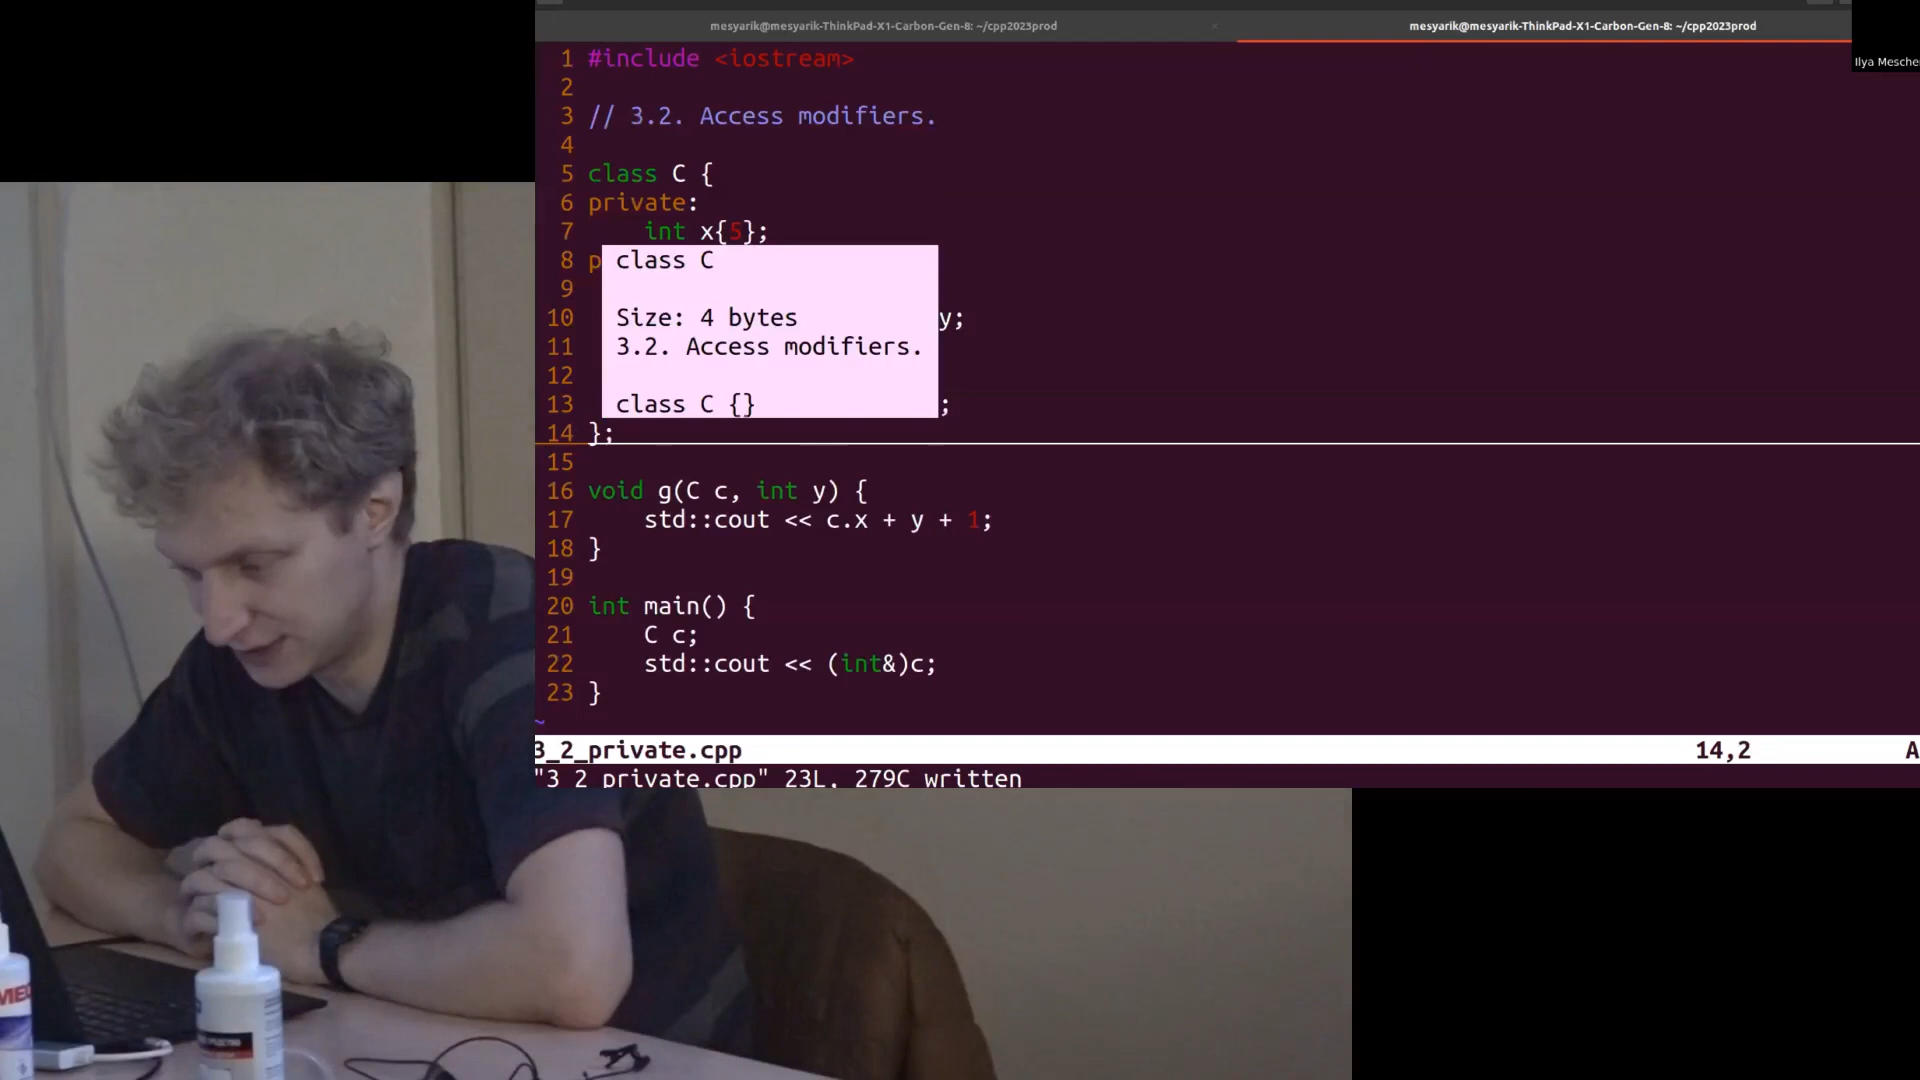 mesyarik@mesyarik-ThinkPad-X1-Carbon-Gen-8: ~/cpp2023prod
mesyarik@mesyarik-ThinkPad-X1-Carbon-Gen-8: ~/cpp2023prod
Ilya Mesche
1 #include <iostream>
2
3 // 3.2. Access modifiers.
4
5 class C {
6 private:
7 int x{5};
8 p
class C
9
10 y;
Size: 4 bytes
11
3.2. Access modifiers.
12
13 ;
class C {}
14 };
15
16 void g(C c, int y) {
17 std::cout << c.x + y + 1;
18 }
19
20 int main() {
21 C c;
22 std::cout << (int&)c;
23 }
~
3_2_private.cpp 14,2 A
"3_2_private.cpp" 23L, 279C written